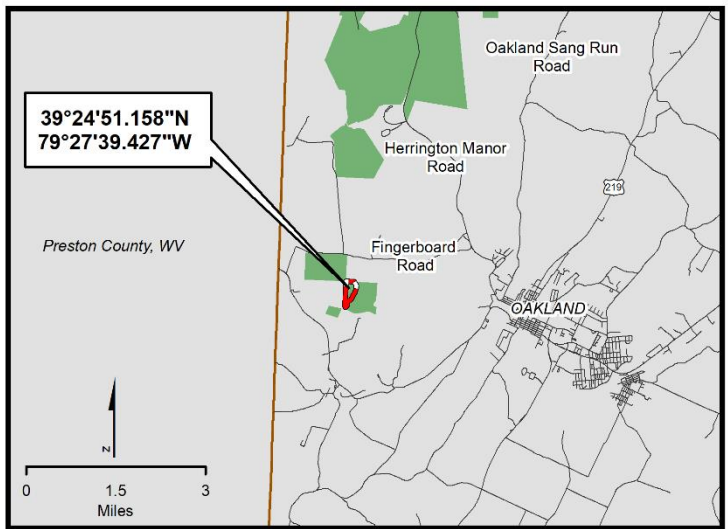 Oakland Sang Run
Road
39°24'51.158"N
79°27'39.427"W
Herrington Manor
Road
219
Preston County, WV
Fingerboard
Road
OAKLAND
N
0 1.5 3
Miles